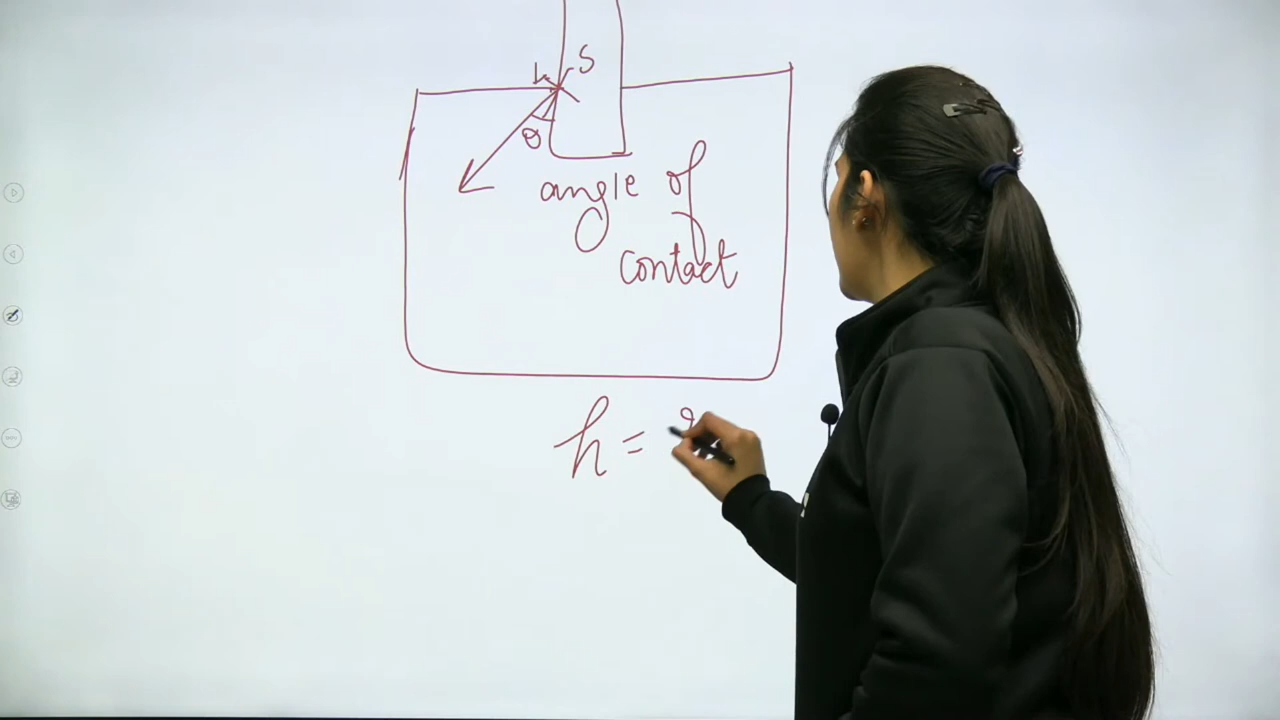 S
θ
angle of
contact
h =